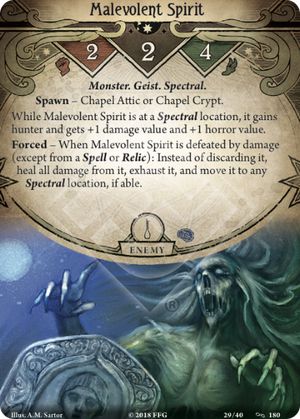 Malevolent Spirit
2 2 4
Monster. Geist. Spectral.
Spawn – Chapel Attic or Chapel Crypt.
While Malevolent Spirit is at a Spectral location, it gains
hunter and gets +1 damage value and +1 horror value.
Forced – When Malevolent Spirit is defeated by damage
(except from a Spell or Relic): Instead of discarding it,
heal all damage from it, exhaust it, and move it to any
Spectral location, if able.
ENEMY
Illus. A.M. Sartor
© 2018 FFG
29/40
180